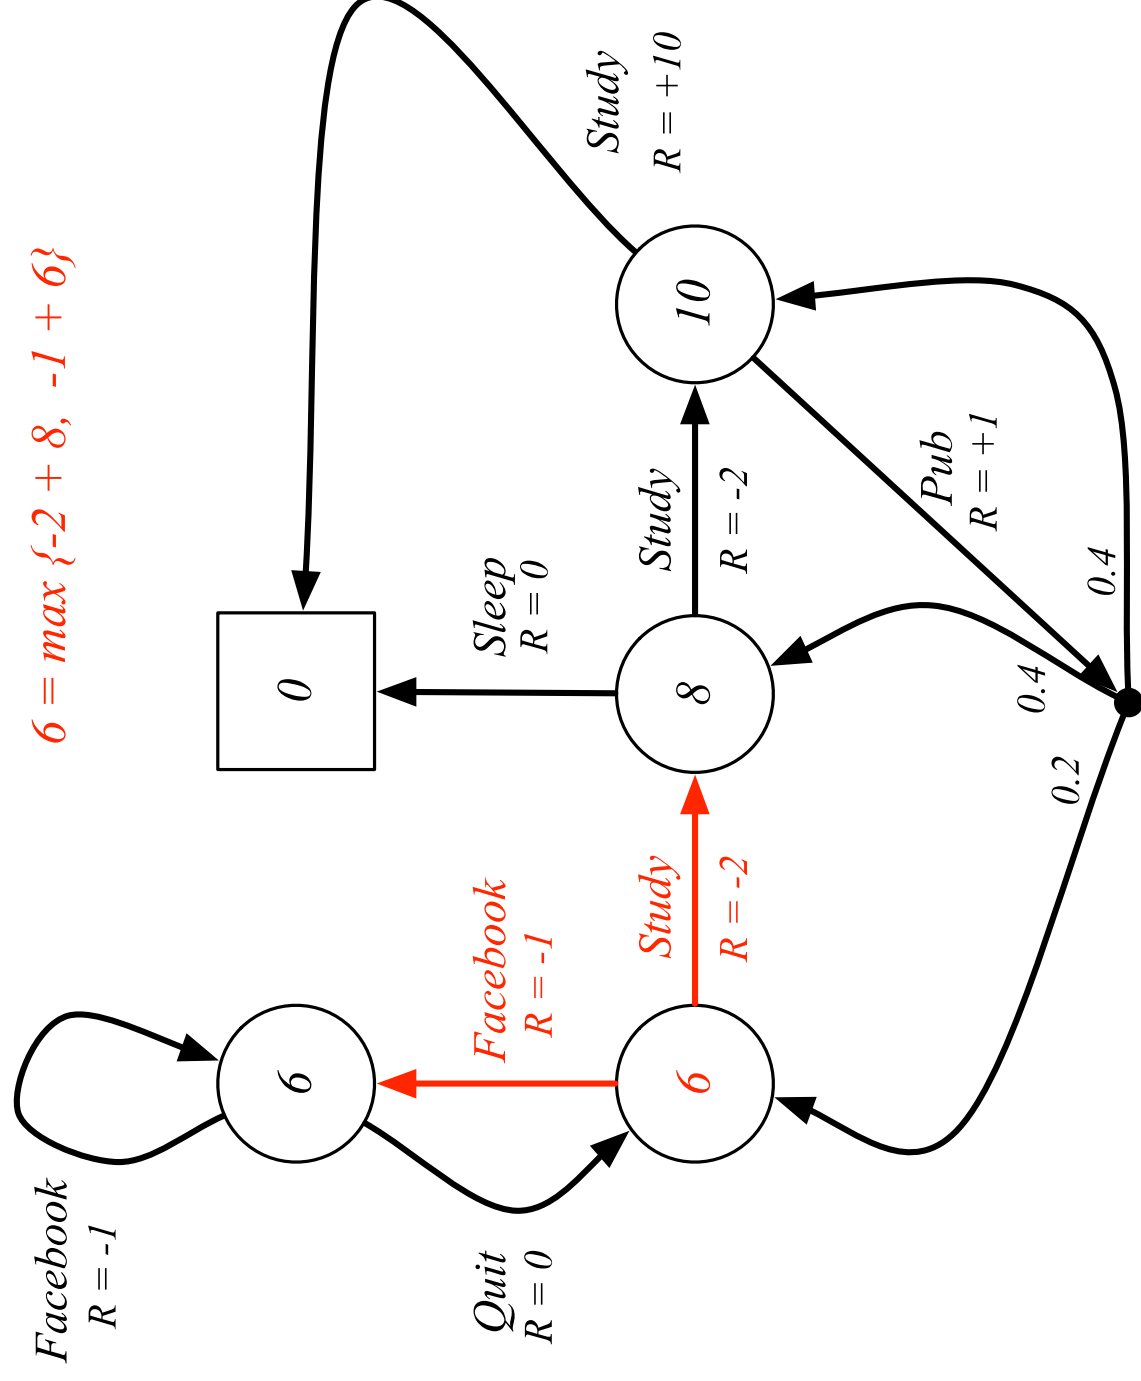 6 = max {-2 + 8, -1 + 6}
Facebook
R = -1
6
0
Quit
R = 0
Facebook
R = -1
Sleep
R = 0
Study
R = +10
6
Study
R = -2
8
Study
R = -2
10
Pub
R = +1
0.2
0.4
0.4